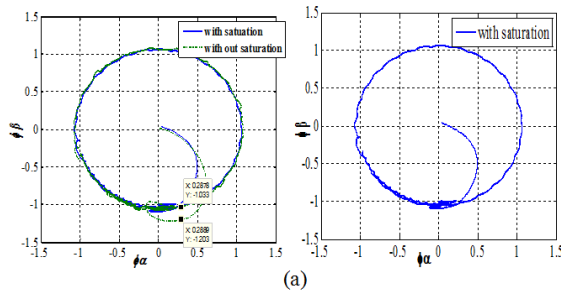 1.5
1
0.5
0
-0.5
-1
-1.5
-1.5 -1 -0.5 0 0.5 1 1.5
ϕβ
ϕα
with satuation
with out saturation
X: 0.2876
Y: -1.033
X: 0.2889
Y: -1.203
1.5
1
0.5
0
-0.5
-1
-1.5
-1.5 -1 -0.5 0 0.5 1 1.5
ϕβ
ϕα
with saturation
(a)